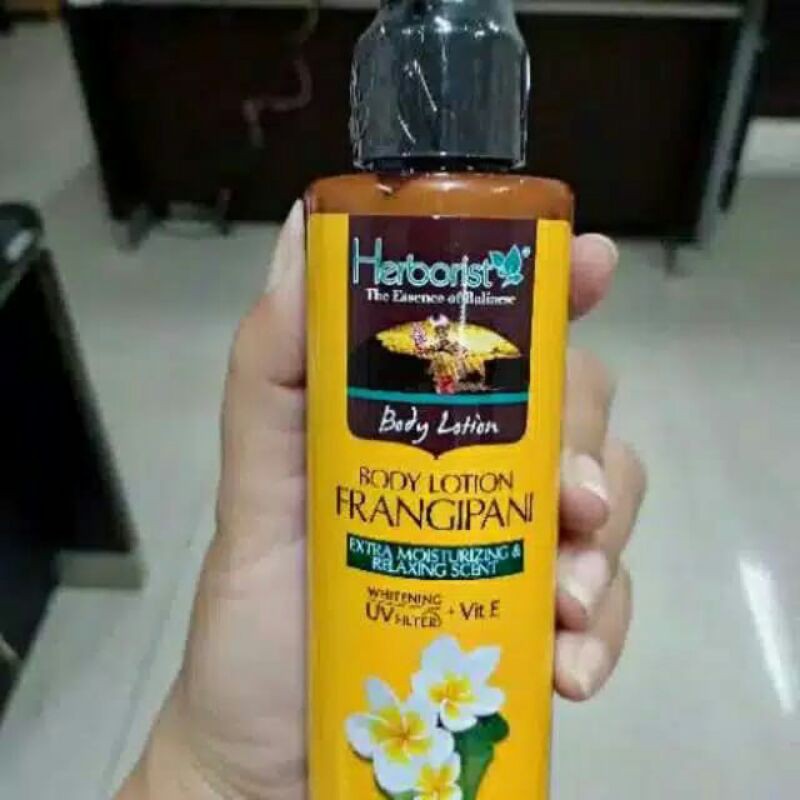 Herborist®
The Essence of Balinese
Body Lotion
BODY LOTION
FRANGIPANI
EXTRA MOISTURIZING &
RELAXING SCENT
WHITENING
UV FILTER + Vit E